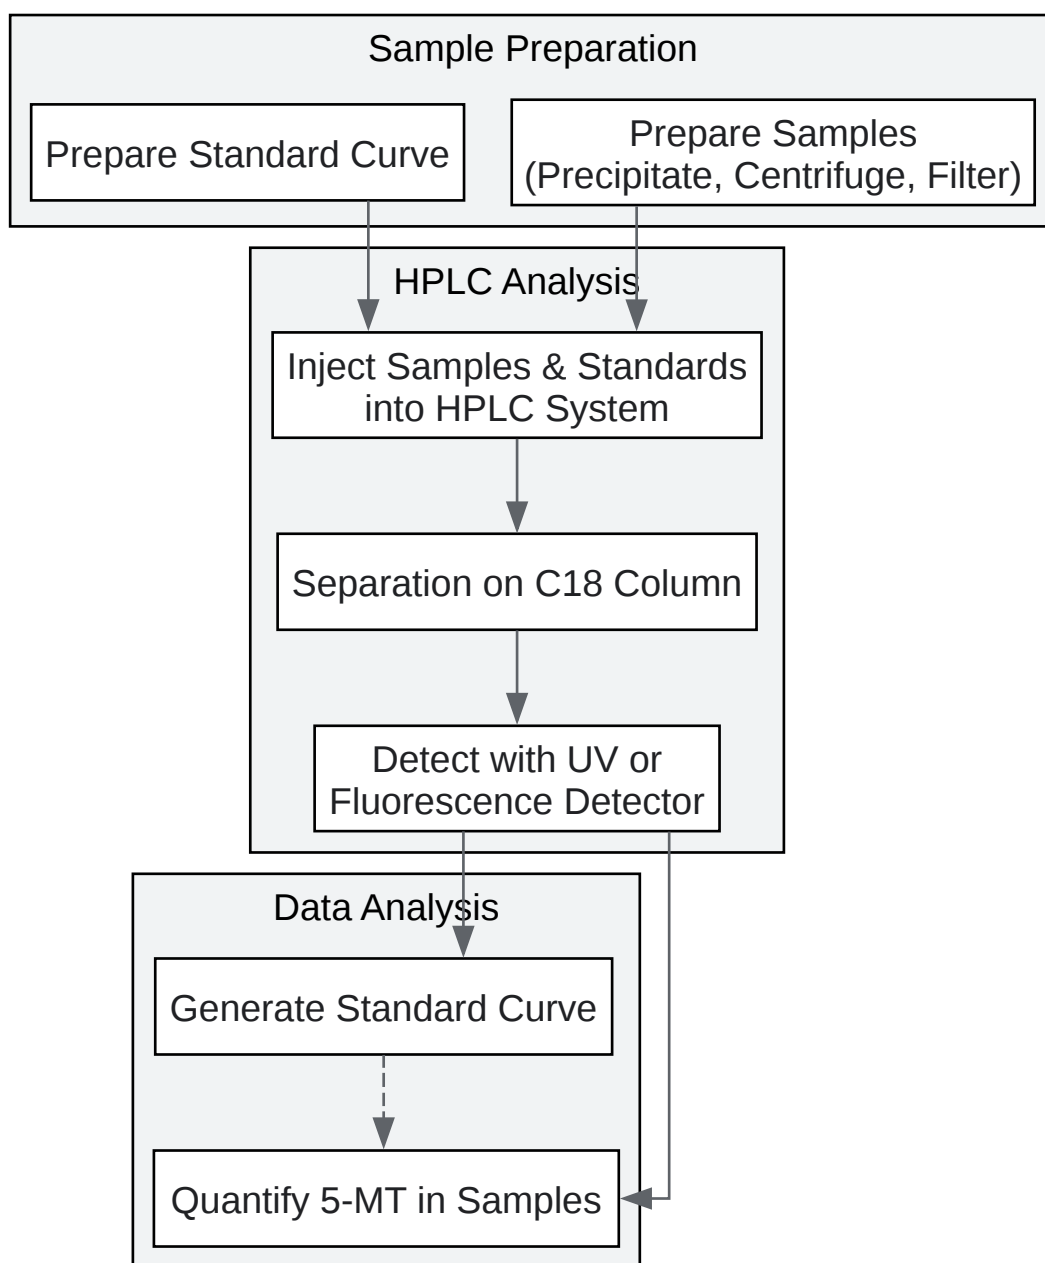 Sample Preparation
Prepare Standard Curve
Prepare Samples
(Precipitate, Centrifuge, Filter)
HPLC Analysis
Inject Samples & Standards
into HPLC System
Separation on C18 Column
Detect with UV or
Fluorescence Detector
Data Analysis
Generate Standard Curve
Quantify 5-MT in Samples